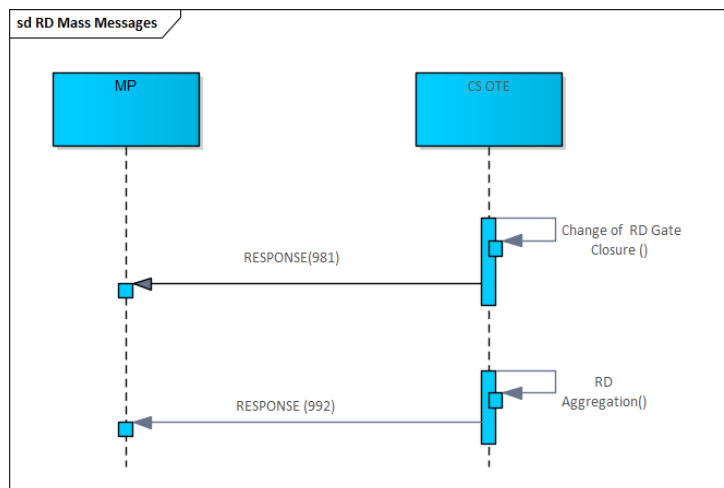 sd RD Mass Messages
MP
CS OTE
Change of RD Gate
Closure ()
RESPONSE(981)
RD
Aggregation()
RESPONSE (992)